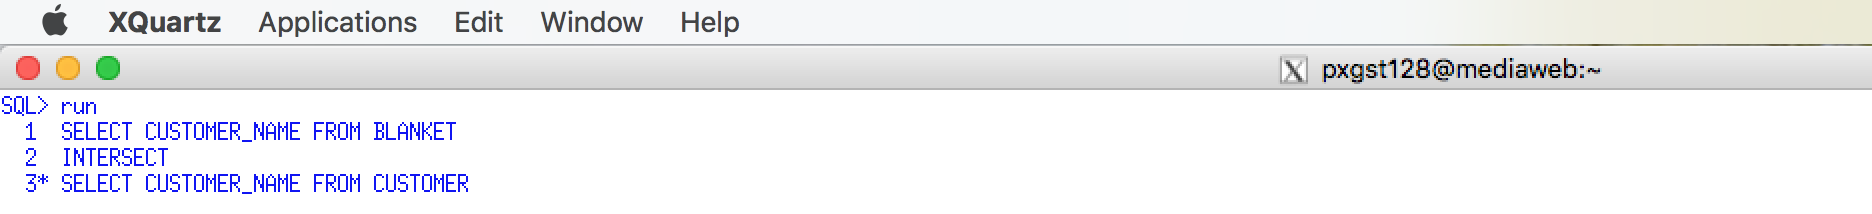 XQuartz Applications Edit Window Help
X pxgst128@mediaweb:~
SQL> run
1 SELECT CUSTOMER_NAME FROM BLANKET
2 INTERSECT
3* SELECT CUSTOMER_NAME FROM CUSTOMER